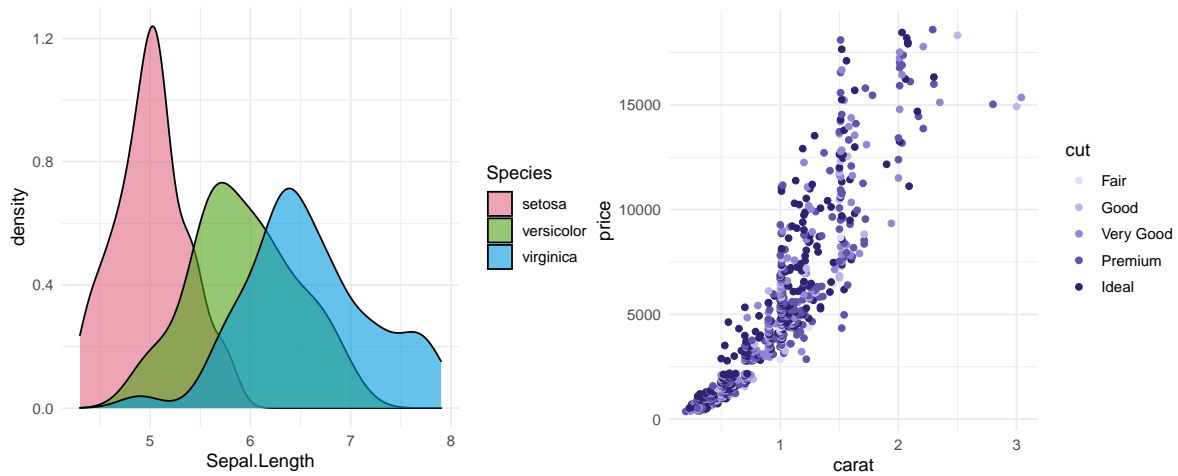 1.2
0.8
0.4
0.0
density
5
6
7
8
Sepal.Length
Species
setosa
versicolor
virginica
15000
10000
5000
0
price
1
2
3
carat
cut
Fair
Good
Very Good
Premium
Ideal